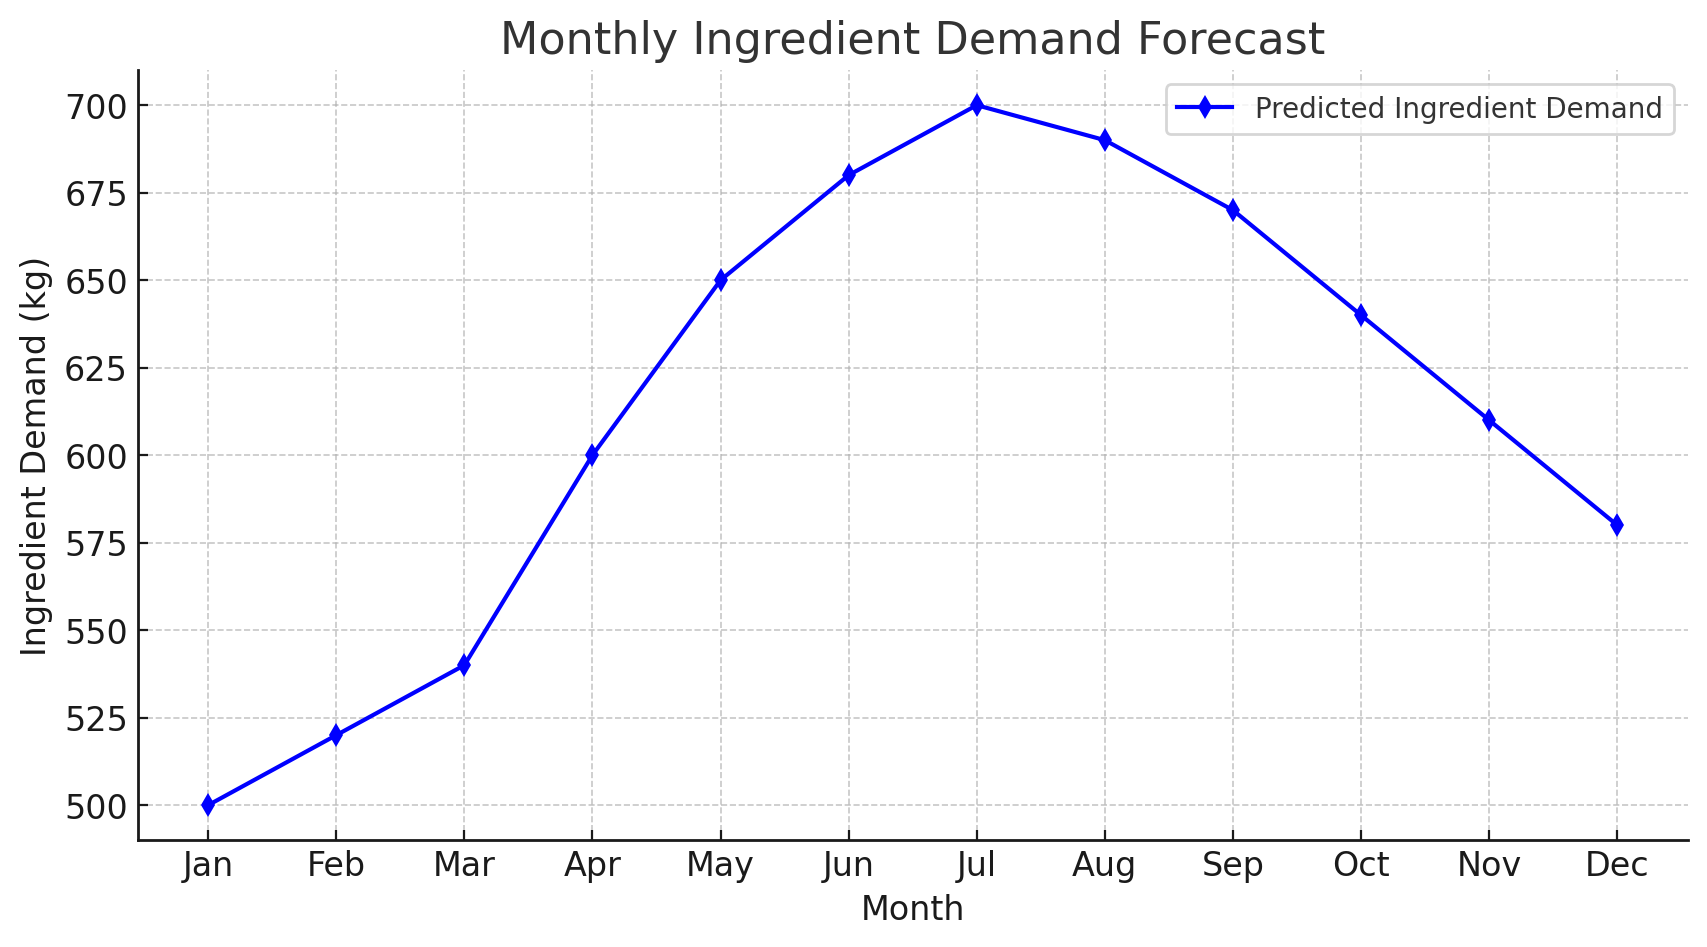 Monthly Ingredient Demand Forecast
Predicted Ingredient Demand
Ingredient Demand (kg)
700
675
650
625
600
575
550
525
500
Jan Feb Mar Apr May Jun Jul Aug Sep Oct Nov Dec
Month